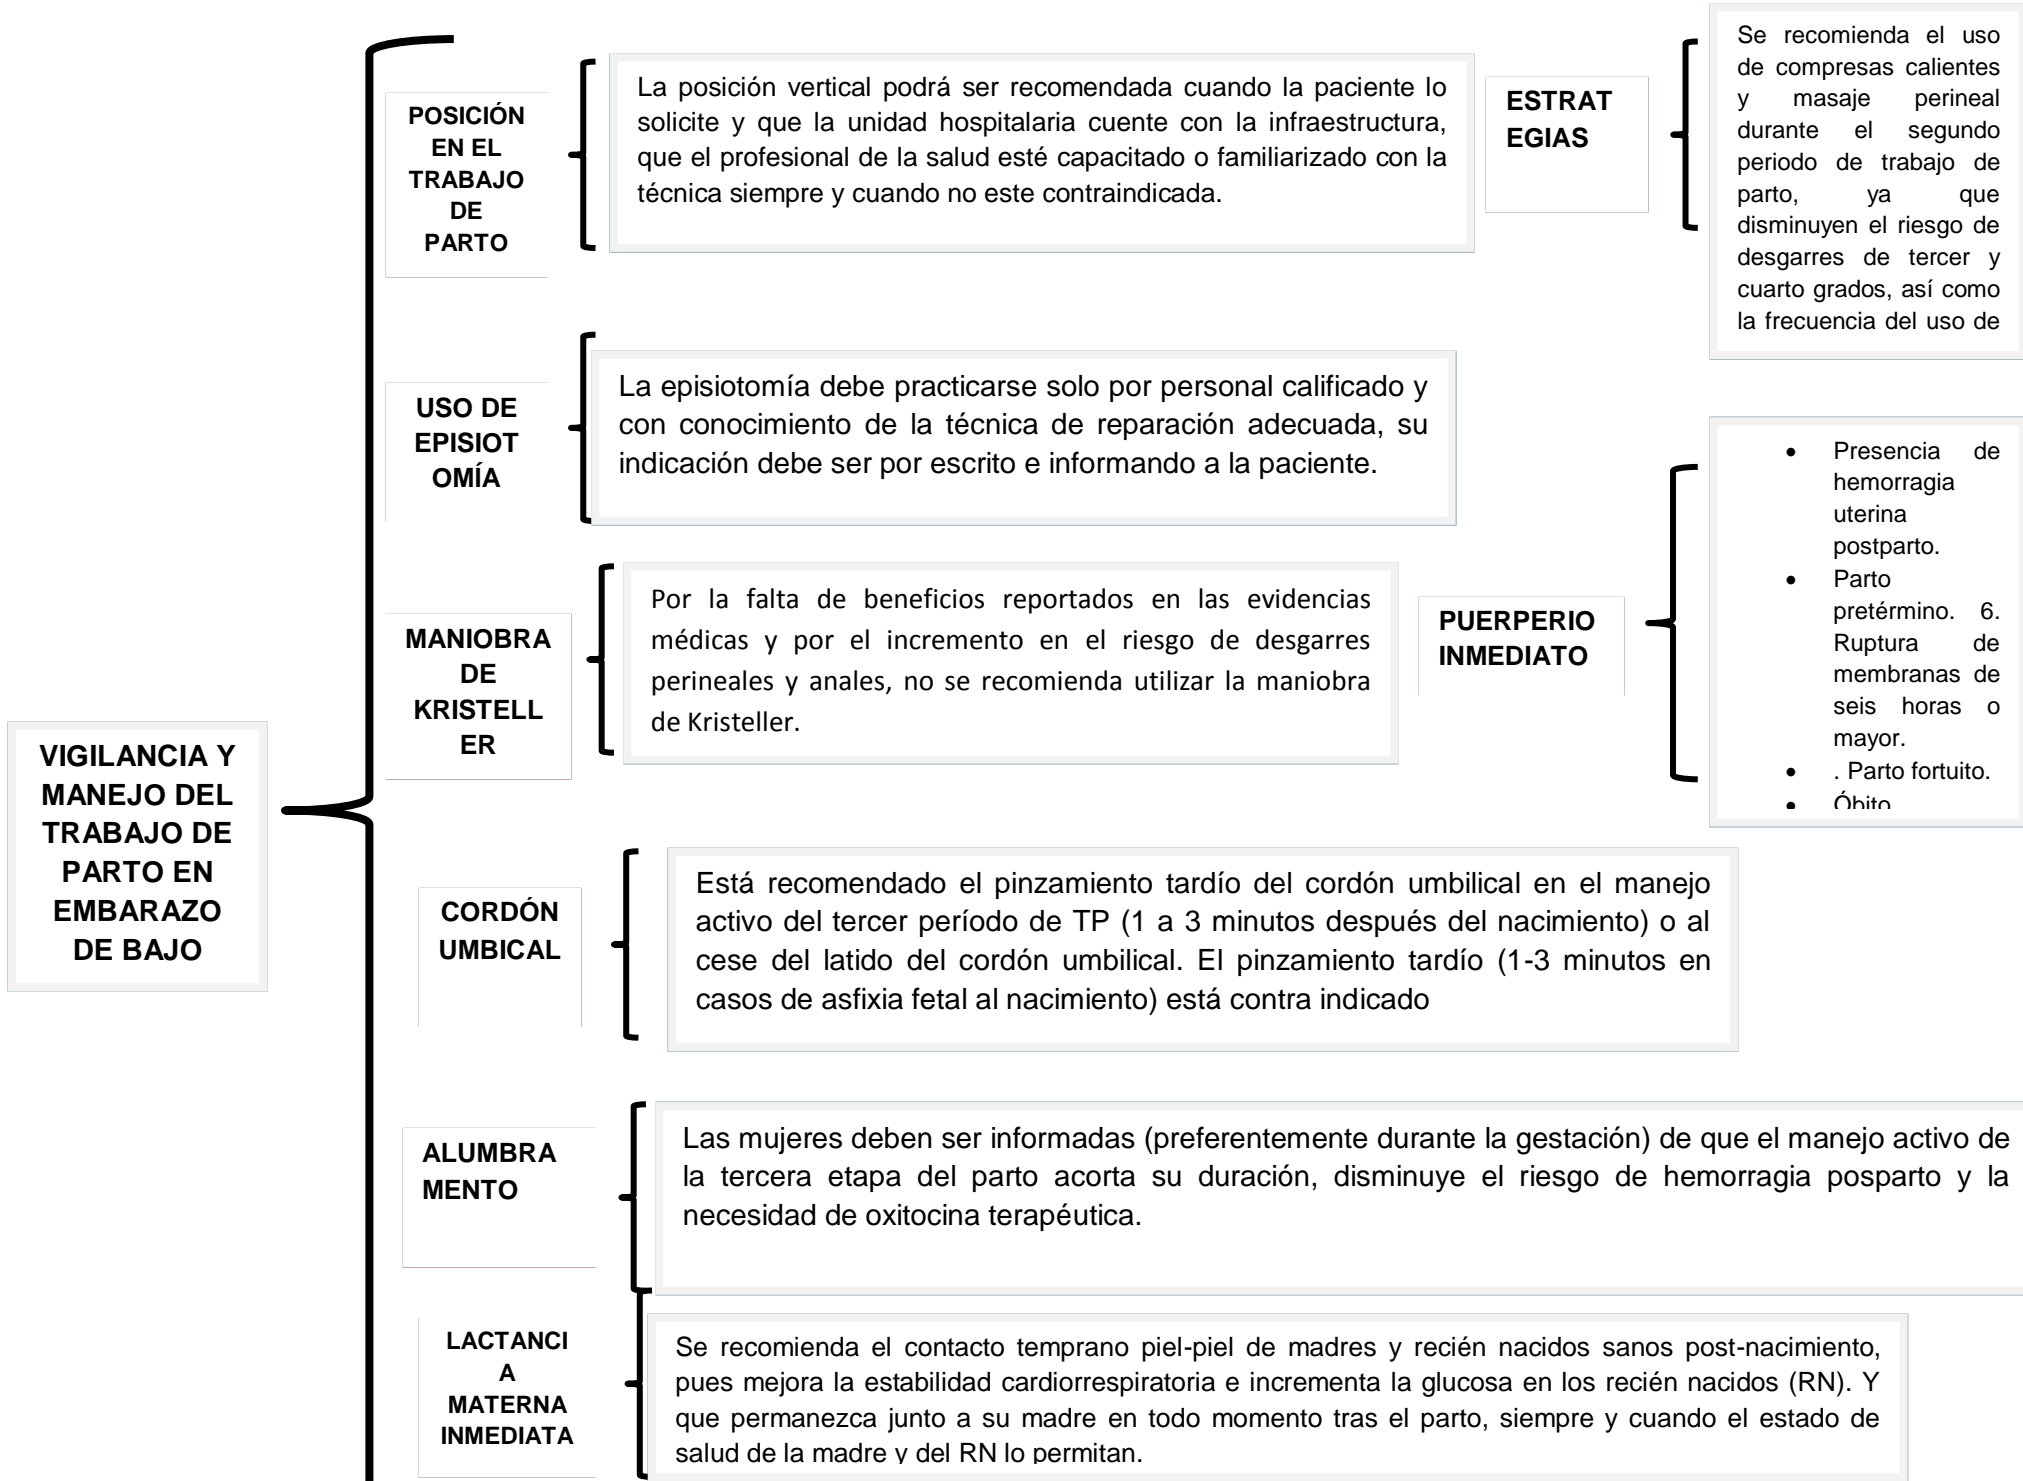 VIGILANCIA Y
MANEJO DEL
TRABAJO DE
PARTO EN
EMBARAZO
DE BAJO
POSICIÓN
EN EL
TRABAJO
DE
PARTO
La posición vertical podrá ser recomendada cuando la paciente lo
solicite y que la unidad hospitalaria cuente con la infraestructura,
que el profesional de la salud esté capacitado o familiarizado con la
técnica siempre y cuando no este contraindicada.
ESTRAT
EGIAS
Se recomienda el uso
de compresas calientes
y masaje perineal
durante el segundo
periodo de trabajo de
parto, ya que
disminuyen el riesgo de
desgarres de tercer y
cuarto grados, así como
la frecuencia del uso de
USO DE
EPISIOT
OMÍA
La episiotomía debe practicarse solo por personal calificado y
con conocimiento de la técnica de reparación adecuada, su
indicación debe ser por escrito e informando a la paciente.
MANIOBRA
DE
KRISTELL
ER
Por la falta de beneficios reportados en las evidencias
médicas y por el incremento en el riesgo de desgarres
perineales y anales, no se recomienda utilizar la maniobra
de Kristeller.
PUERPERIO
INMEDIATO
• Presencia de
hemorragia
uterina
postparto.
• Parto
pretérmino. 6.
Ruptura de
membranas de
seis horas o
mayor.
• . Parto fortuito.
• Óbito
CORDÓN
UMBICAL
Está recomendado el pinzamiento tardío del cordón umbilical en el manejo
activo del tercer período de TP (1 a 3 minutos después del nacimiento) o al
cese del latido del cordón umbilical. El pinzamiento tardío (1-3 minutos en
casos de asfixia fetal al nacimiento) está contra indicado
ALUMBRA
MENTO
Las mujeres deben ser informadas (preferentemente durante la gestación) de que el manejo activo de
la tercera etapa del parto acorta su duración, disminuye el riesgo de hemorragia posparto y la
necesidad de oxitocina terapéutica.
LACTANCI
A
MATERNA
INMEDIATA
Se recomienda el contacto temprano piel-piel de madres y recién nacidos sanos post-nacimiento,
pues mejora la estabilidad cardiorrespiratoria e incrementa la glucosa en los recién nacidos (RN). Y
que permanezca junto a su madre en todo momento tras el parto, siempre y cuando el estado de
salud de la madre y del RN lo permitan.